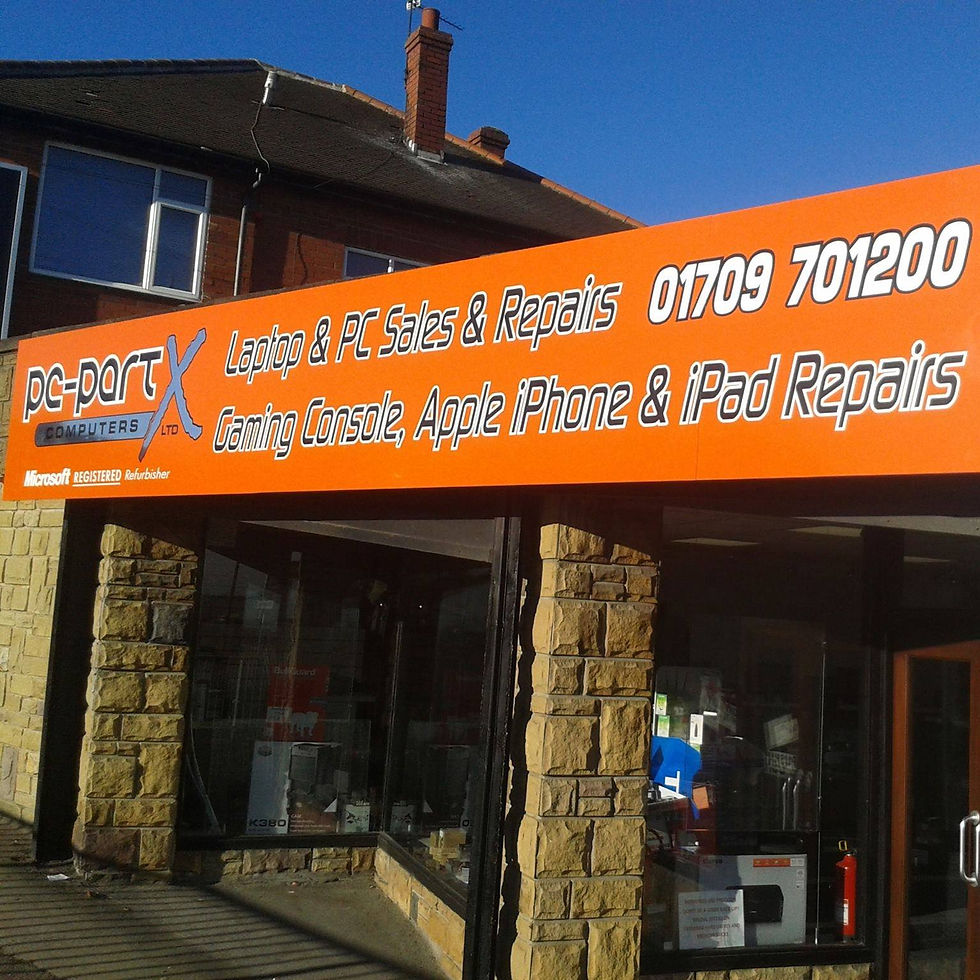 Laptop & PC Sales & Repairs 01709 701200
Gaming Console, Apple iPhone & iPad Repairs
PC-PART X
COMPUTERS LTD
Microsoft REGISTERED Refurbisher
BullGuard
K380